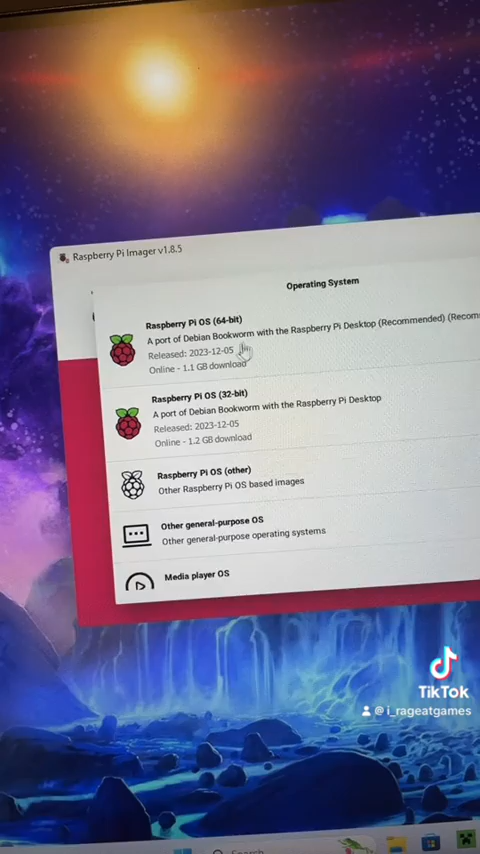 Raspberry Pi Imager v1.8.5
Operating System
Raspberry Pi OS (64-bit)
A port of Debian Bookworm with the Raspberry Pi Desktop (Recommended) (Recom
Released: 2023-12-05
Online - 1.1 GB download
Raspberry Pi OS (32-bit)
A port of Debian Bookworm with the Raspberry Pi Desktop
Released: 2023-12-05
Online - 1.2 GB download
Raspberry Pi OS (other)
Other Raspberry Pi OS based images
Other general-purpose OS
Other general-purpose operating systems
Media player OS
TikTok
@i_rageatgames
Search